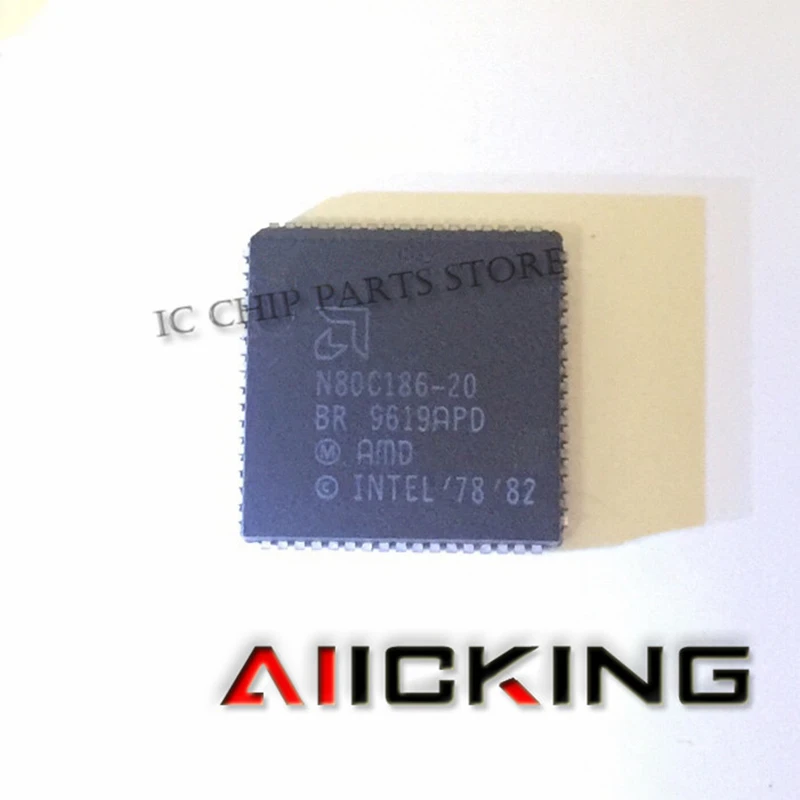 IC CHIP PARTS STORE
N80C186-20
BR 9619APD
Ⓜ AMD
© INTEL '78 '82
AIICKING